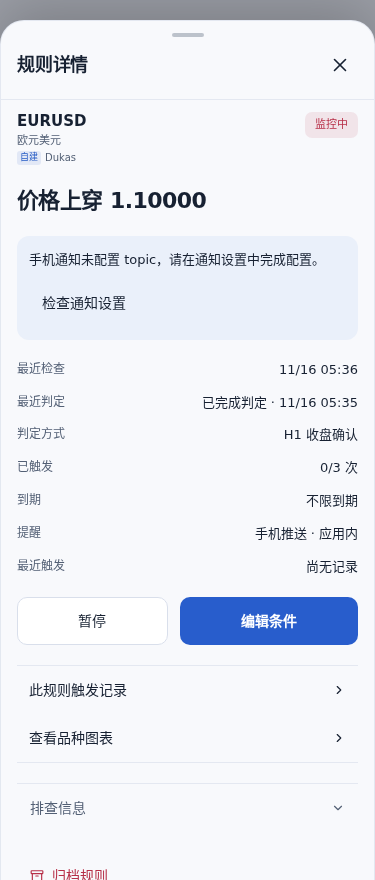 规则详情
EURUSD
监控中
欧元美元
自建 Dukas
价格上穿 1.10000
手机通知未配置 topic，请在通知设置中完成配置。
检查通知设置
最近检查 11/16 05:36
最近判定 已完成判定 · 11/16 05:35
判定方式 H1 收盘确认
已触发 0/3 次
到期 不限到期
提醒 手机推送 · 应用内
最近触发 尚无记录
暂停 编辑条件
此规则触发记录
查看品种图表
排查信息
归档规则